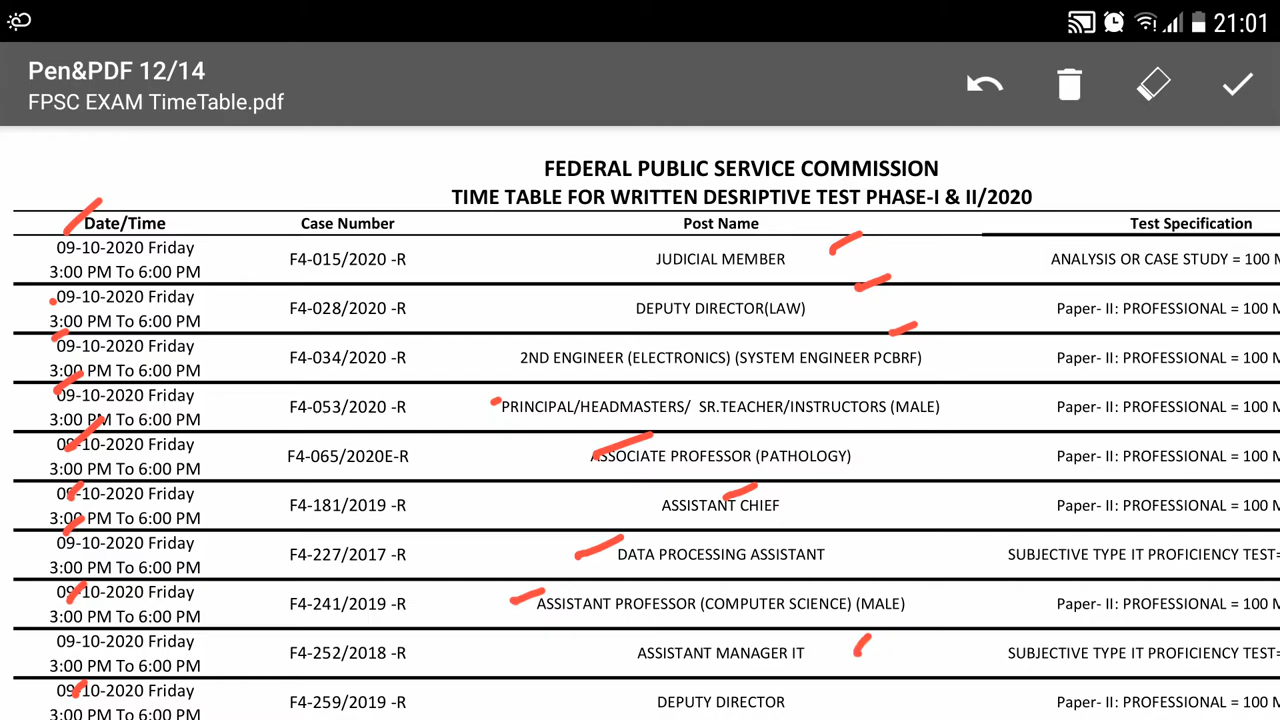 21:01
Pen&PDF 12/14
FPSC EXAM TimeTable.pdf
FEDERAL PUBLIC SERVICE COMMISSION
TIME TABLE FOR WRITTEN DESRIPTIVE TEST PHASE-I & II/2020
Date/Time Case Number Post Name Test Specification
09-10-2020 Friday
3:00 PM To 6:00 PM F4-015/2020 -R JUDICIAL MEMBER ANALYSIS OR CASE STUDY = 100 M
09-10-2020 Friday
3:00 PM To 6:00 PM F4-028/2020 -R DEPUTY DIRECTOR(LAW) Paper- II: PROFESSIONAL = 100 M
09-10-2020 Friday
3:00 PM To 6:00 PM F4-034/2020 -R 2ND ENGINEER (ELECTRONICS) (SYSTEM ENGINEER PCBRF) Paper- II: PROFESSIONAL = 100 M
09-10-2020 Friday
3:00 PM To 6:00 PM F4-053/2020 -R PRINCIPAL/HEADMASTERS/ SR.TEACHER/INSTRUCTORS (MALE) Paper- II: PROFESSIONAL = 100 M
09-10-2020 Friday
3:00 PM To 6:00 PM F4-065/2020E-R ASSOCIATE PROFESSOR (PATHOLOGY) Paper- II: PROFESSIONAL = 100 M
09-10-2020 Friday
3:00 PM To 6:00 PM F4-181/2019 -R ASSISTANT CHIEF Paper- II: PROFESSIONAL = 100 M
09-10-2020 Friday
3:00 PM To 6:00 PM F4-227/2017 -R DATA PROCESSING ASSISTANT SUBJECTIVE TYPE IT PROFICIENCY TEST=
09-10-2020 Friday
3:00 PM To 6:00 PM F4-241/2019 -R ASSISTANT PROFESSOR (COMPUTER SCIENCE) (MALE) Paper- II: PROFESSIONAL = 100 M
09-10-2020 Friday
3:00 PM To 6:00 PM F4-252/2018 -R ASSISTANT MANAGER IT SUBJECTIVE TYPE IT PROFICIENCY TEST=
09-10-2020 Friday
3:00 PM To 6:00 PM F4-259/2019 -R DEPUTY DIRECTOR Paper- II: PROFESSIONAL = 100 M